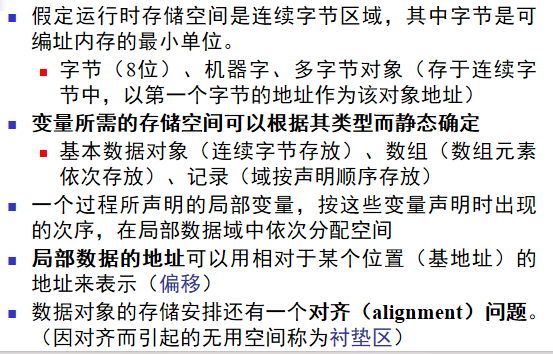 假定运行时存储空间是连续字节区域，其中字节是可
编址内存的最小单位。
字节（8位）、机器字、多字节对象（存于连续字
节中，以第一个字节的地址作为该对象地址）
变量所需的存储空间可以根据其类型而静态确定
基本数据对象（连续字节存放）、数组（数组元素
依次存放）、记录（域按声明顺序存放）
一个过程所声明的局部变量，按这些变量声明时出现
的次序，在局部数据域中依次分配空间
局部数据的地址可以用相对于某个位置（基地址）的
地址来表示（偏移）
数据对象的存储安排还有一个对齐（alignment）问题。
（因对齐而引起的无用空间称为衬垫区）